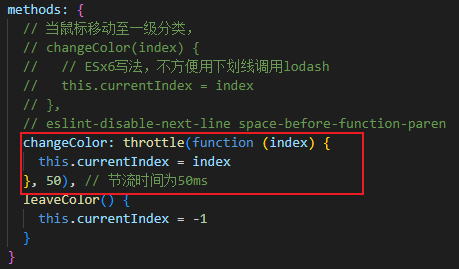 methods: {
// 当鼠标移动至一级分类，
// changeColor(index) {
//   // ESx6写法，不方便用下划线调用lodash
//   this.currentIndex = index
// },
// eslint-disable-next-line space-before-function-paren
changeColor: throttle(function (index) {
this.currentIndex = index
}, 50), // 节流时间为50ms
leaveColor() {
this.currentIndex = -1
}
}